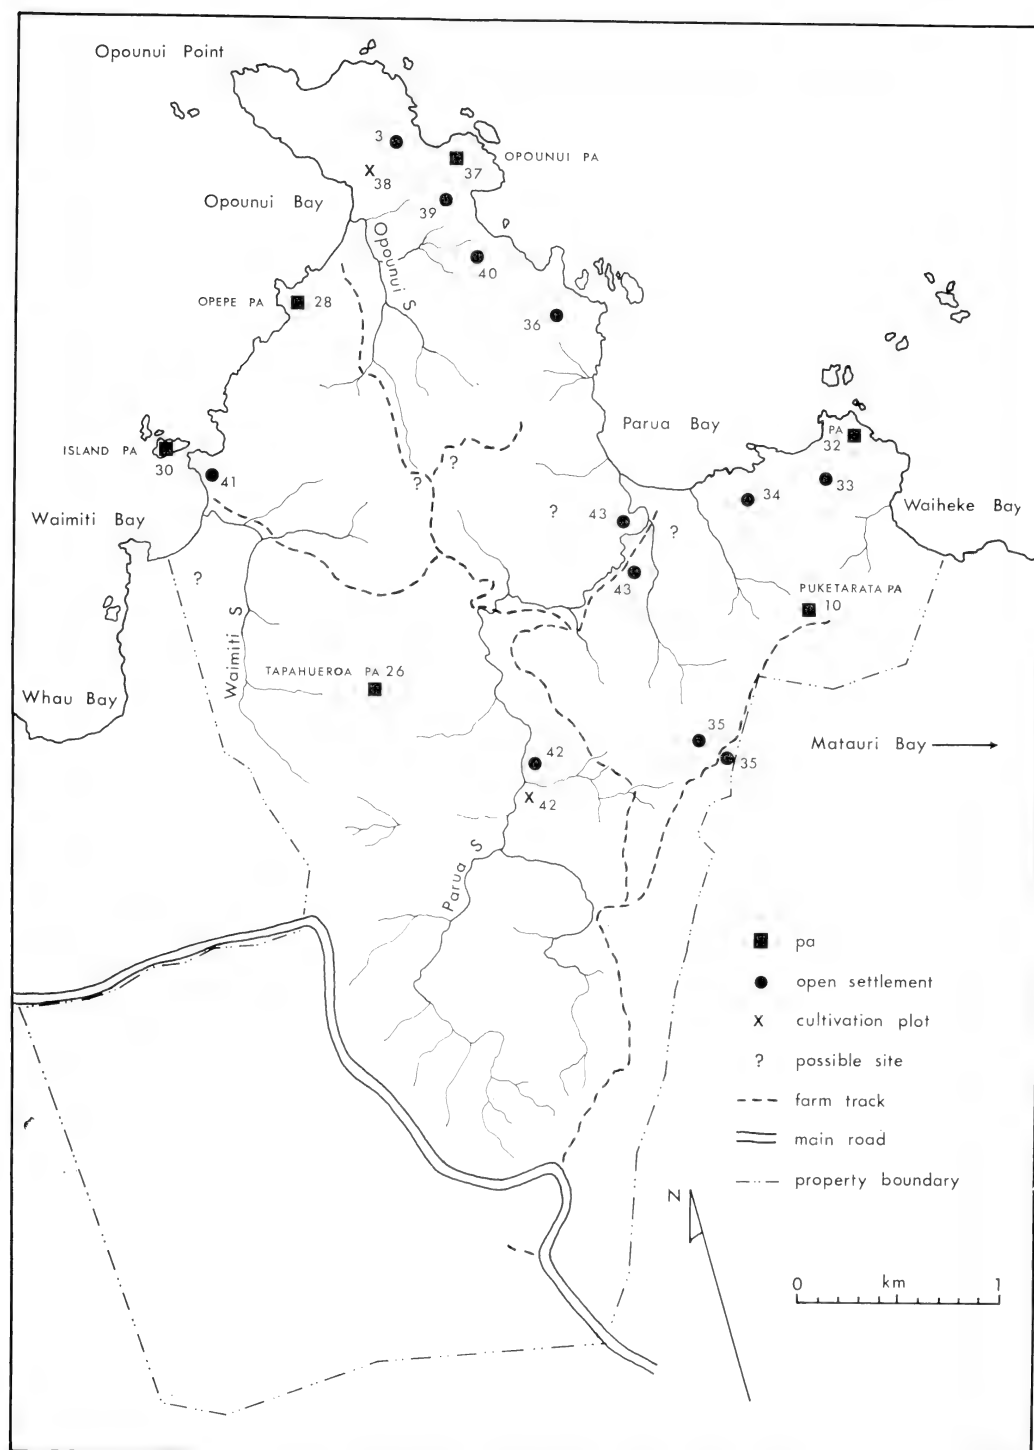 Opounui Point
3
OPOUNUI PA
37
X
38
Opounui Bay
39
Opounui S
40
OPEPE PA 28
36
Parua Bay
PA
32
ISLAND PA
30
41
?
?
34
33
Waiheke Bay
Waimiti Bay
?
43
?
?
43
PUKETARATA PA
10
Waimiti S
TAPAHUEROA PA 26
Whau Bay
35
Matauri Bay
42
35
X 42
Parua S
pa
open settlement
X cultivation plot
? possible site
farm track
main road
property boundary
N
0 km 1